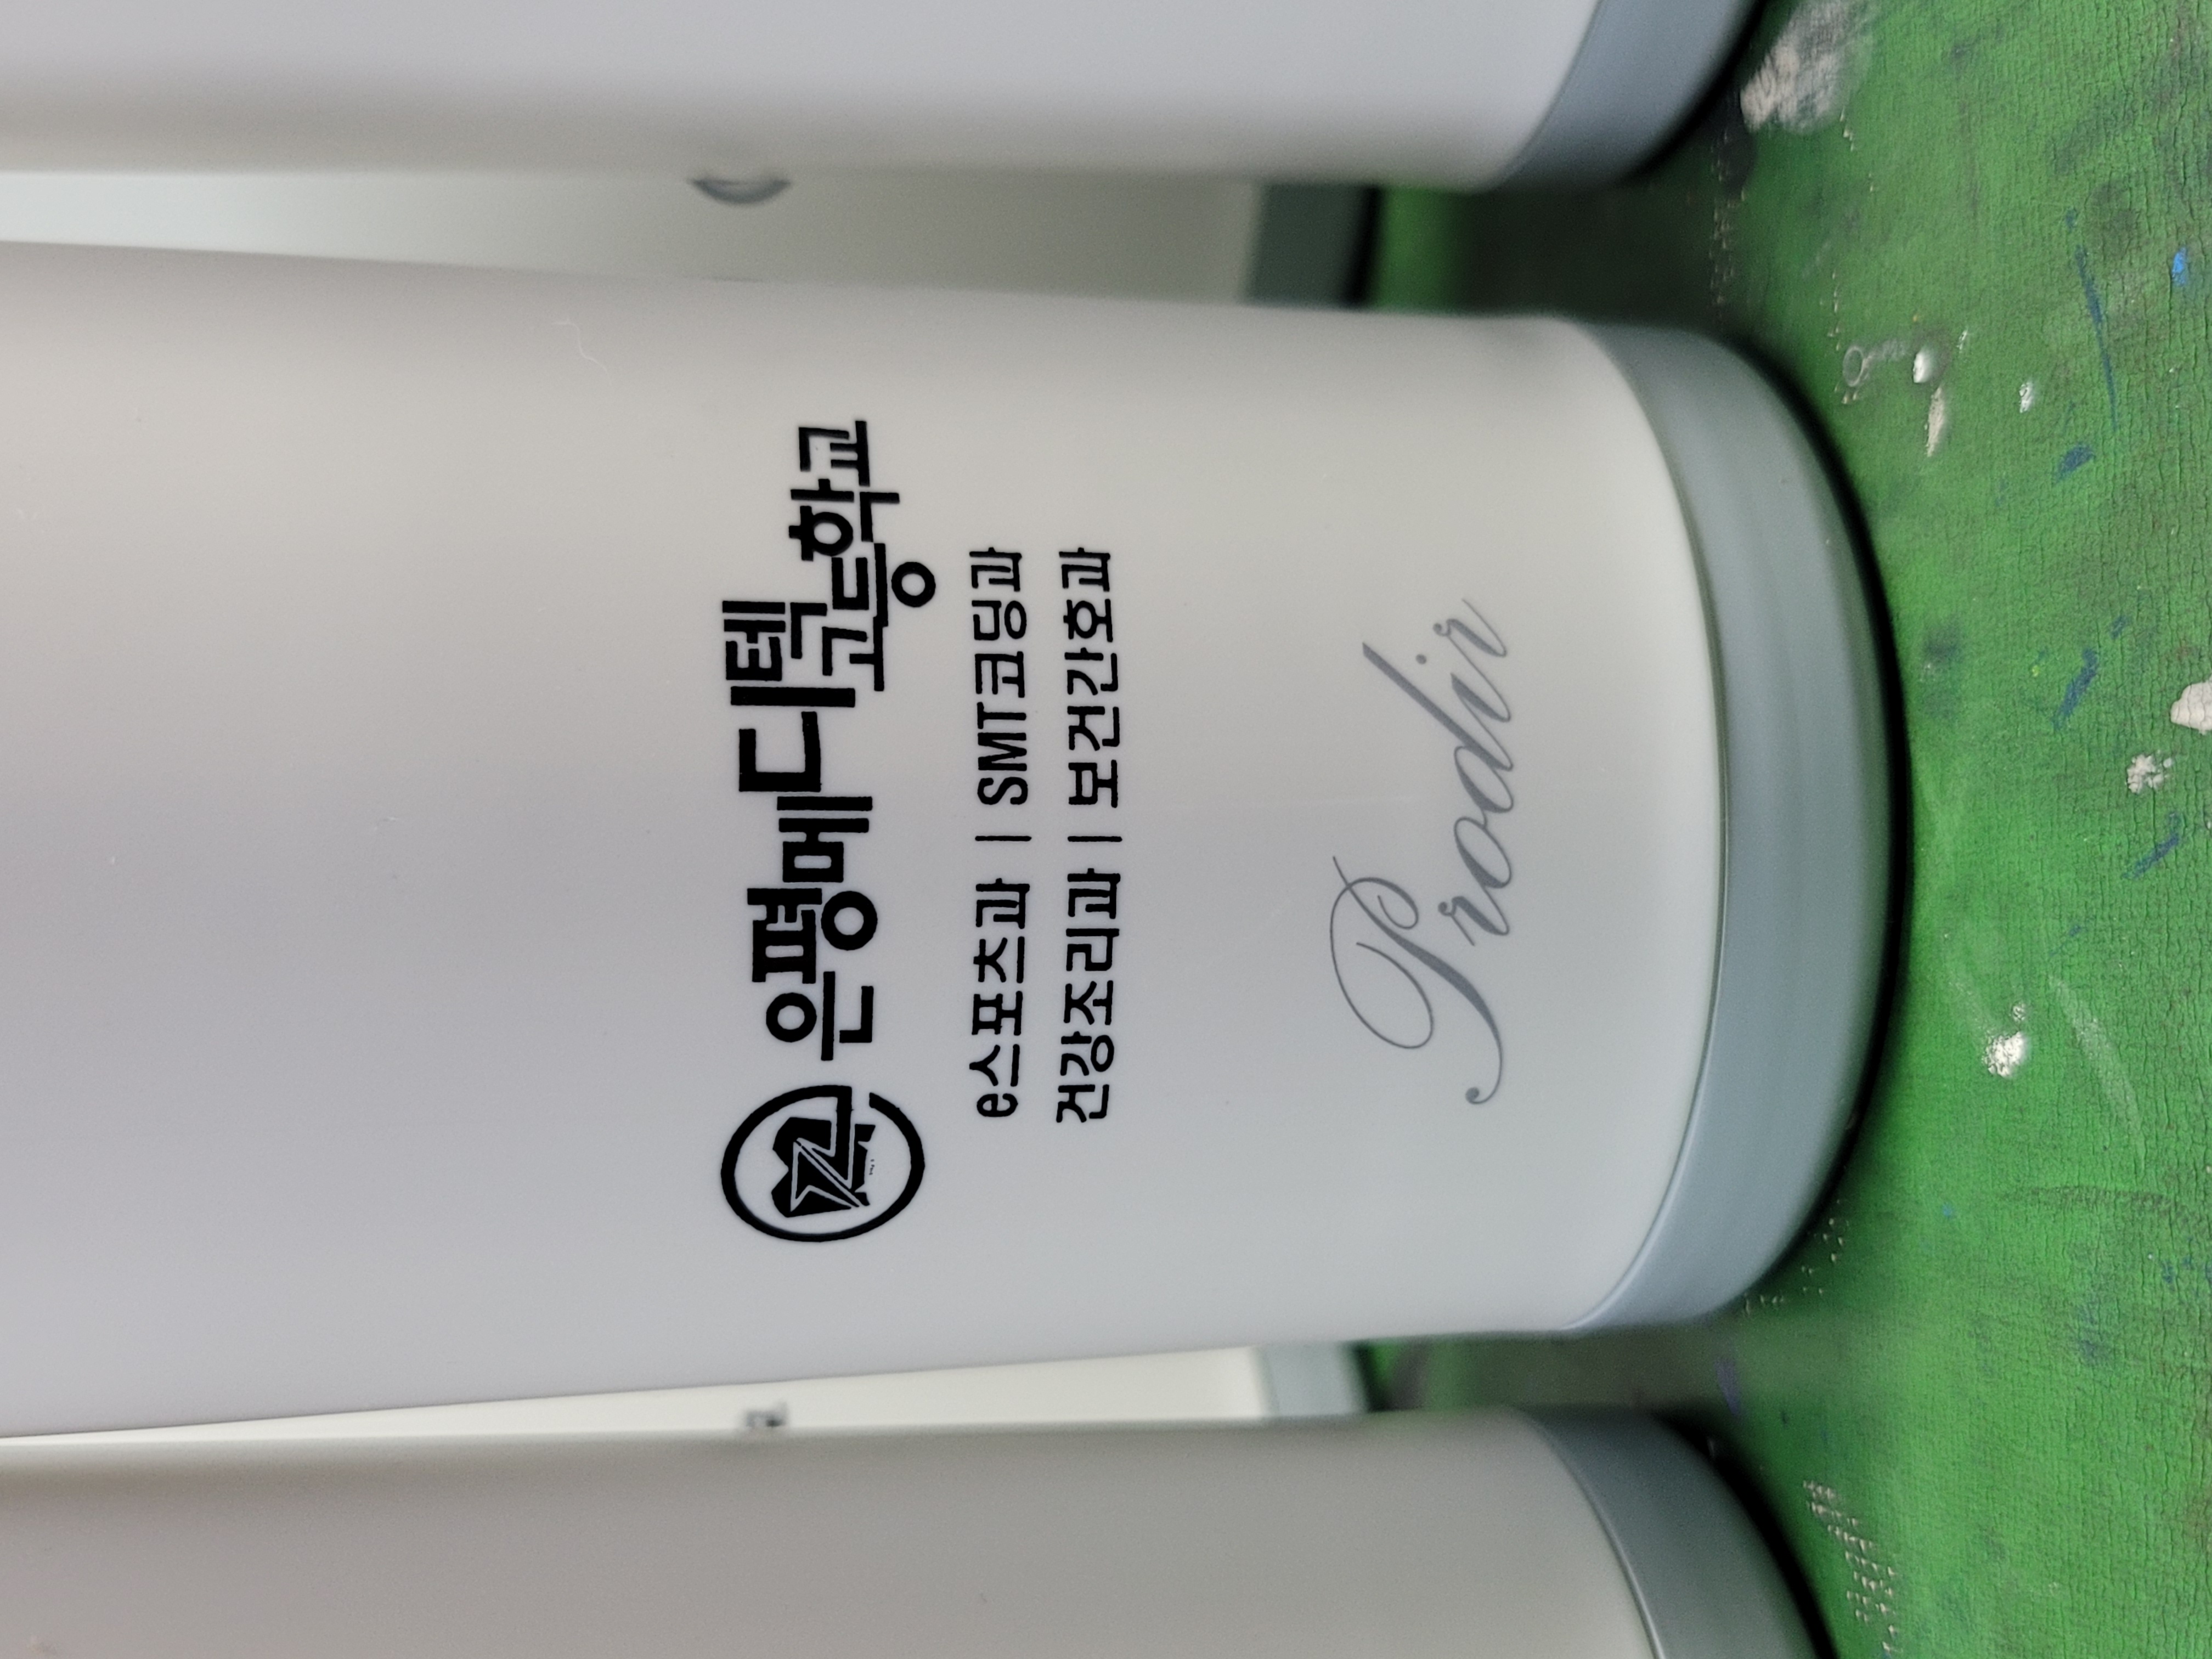 은평메디텍고등학교
e스포츠과 | SMT코딩과
건강조리과 | 보건간호과
Prodir